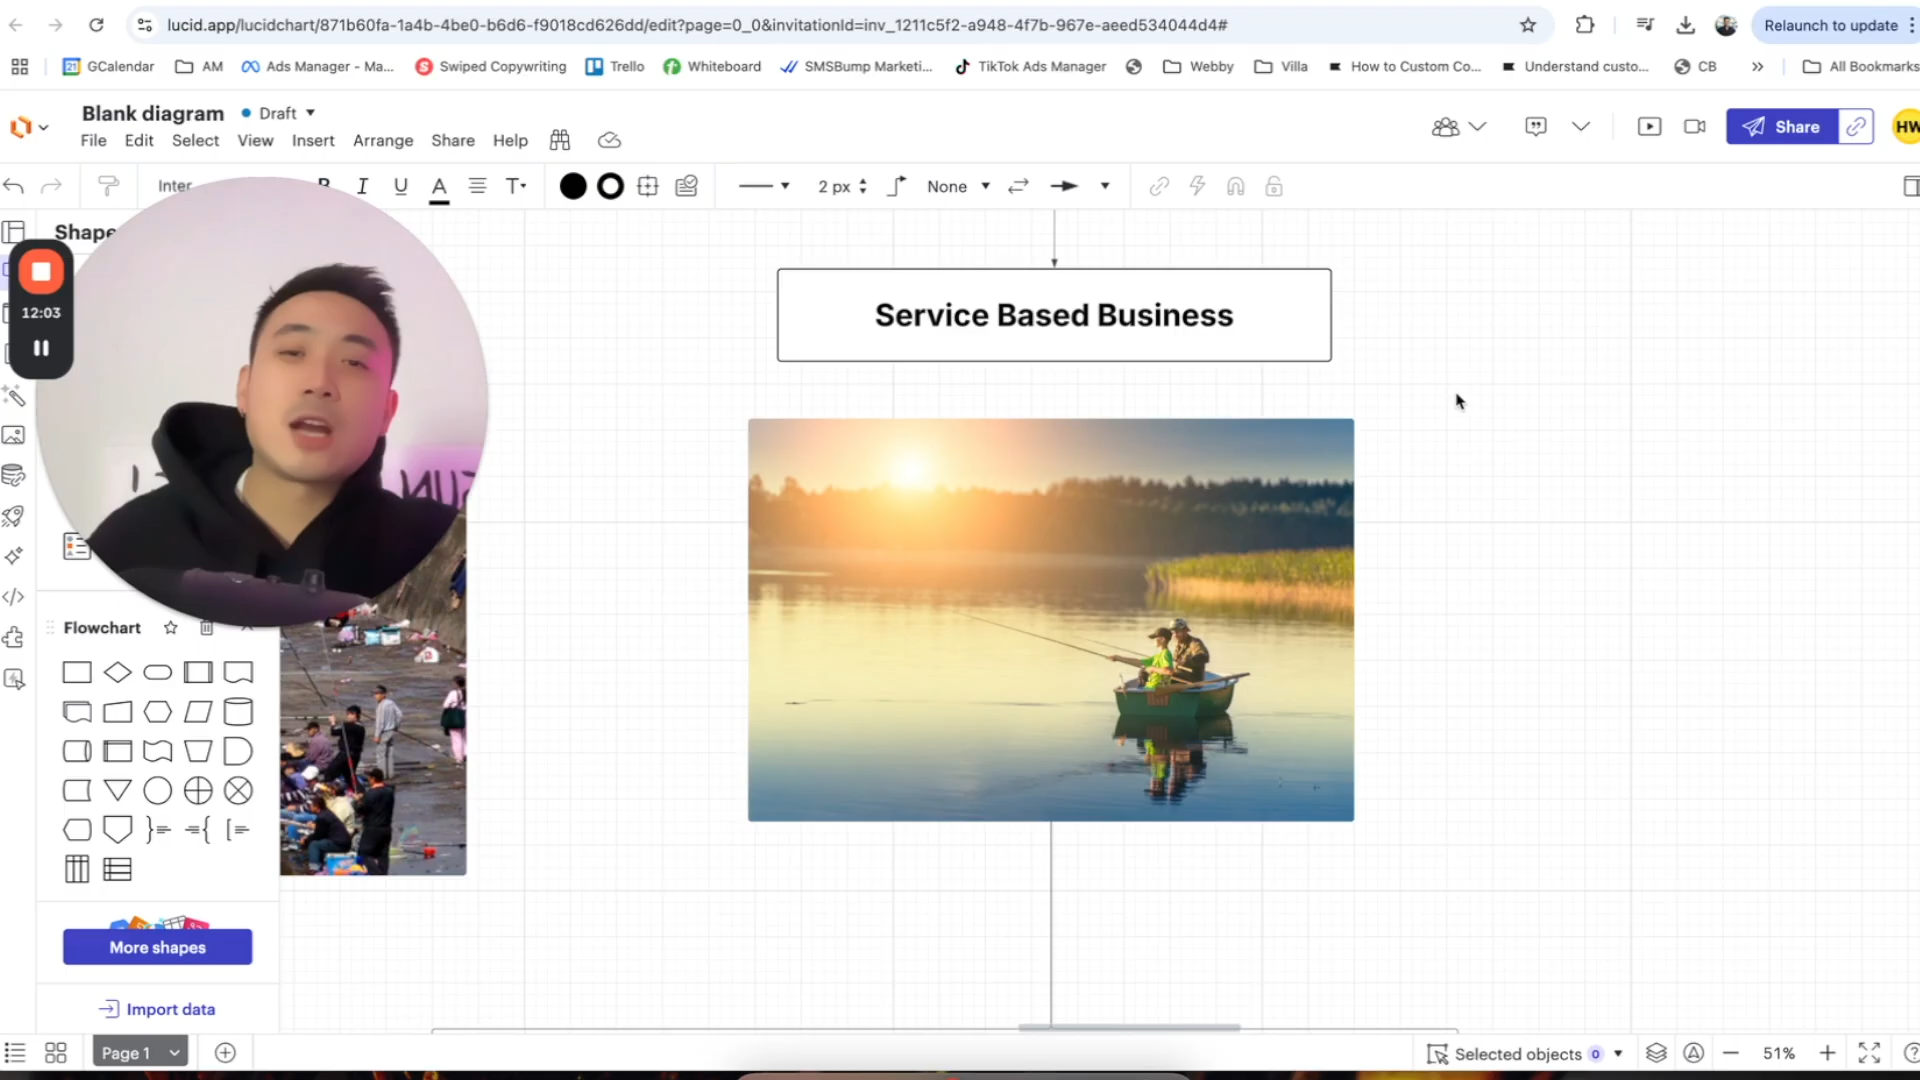 lucid.app/lucidchart/871b60fa-1a4b-4be0-b6d6-f9018cd626dd/edit?page=0_0&invitationId=inv_1211c5f2-a948-4f7b-967e-aeed534044d4#
Relaunch to update
GCalendar
AM
Ads Manager - Ma...
Swiped Copywriting
Trello
Whiteboard
SMSBump Marketi...
TikTok Ads Manager
Webby
Villa
How to Custom Co...
Understand custo...
CB
All Bookmarks
Blank diagram
Draft
File
Edit
Select
View
Insert
Arrange
Share
Help
Share
HW
Inter
B
I
U
A
T
2 px
None
Shape
12:03
Service Based Business
Flowchart
More shapes
Import data
Page 1
Selected objects 0
51%